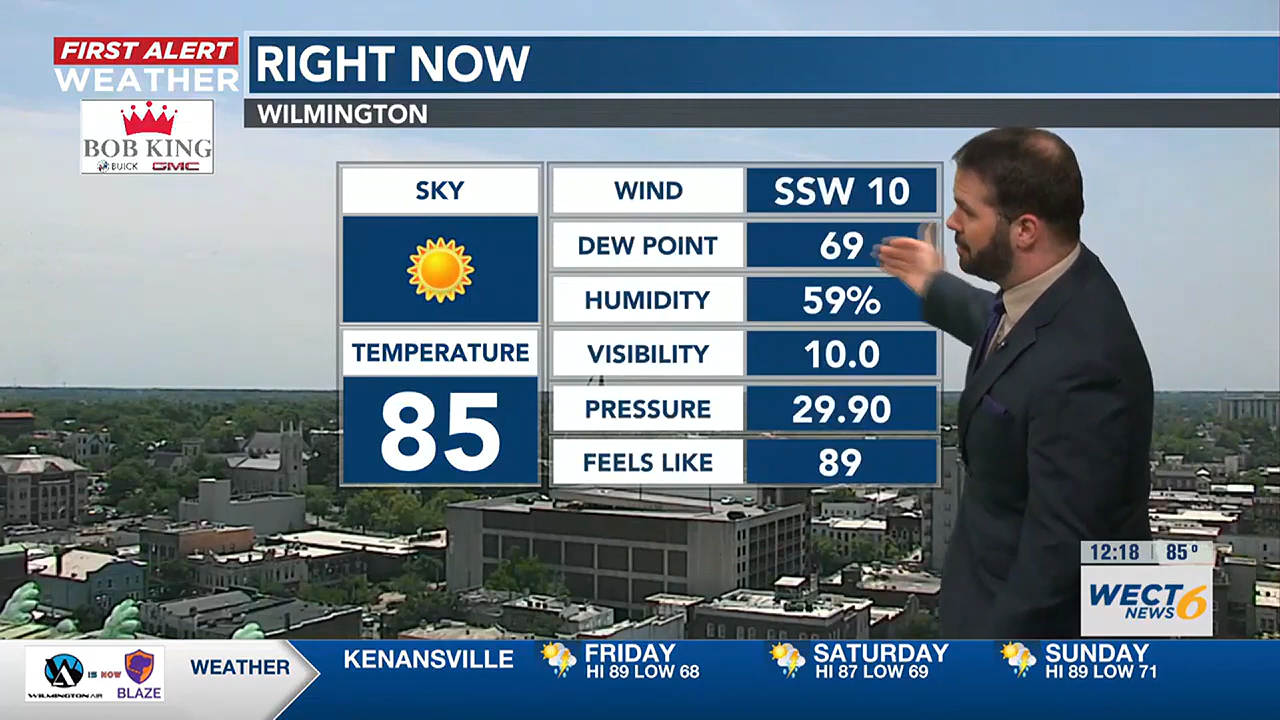 FIRST ALERT
WEATHER
RIGHT NOW
WILMINGTON
BOB KING
BUICK GMC
SKY
WIND SSW 10
DEW POINT 69
HUMIDITY 59%
VISIBILITY 10.0
TEMPERATURE
PRESSURE 29.90
85
FEELS LIKE 89
12:18 85°
WECT 6
NEWS
WILMINGTON AIR IS NOW BLAZE
WEATHER
KENANSVILLE
FRIDAY
HI 89 LOW 68
SATURDAY
HI 87 LOW 69
SUNDAY
HI 89 LOW 71